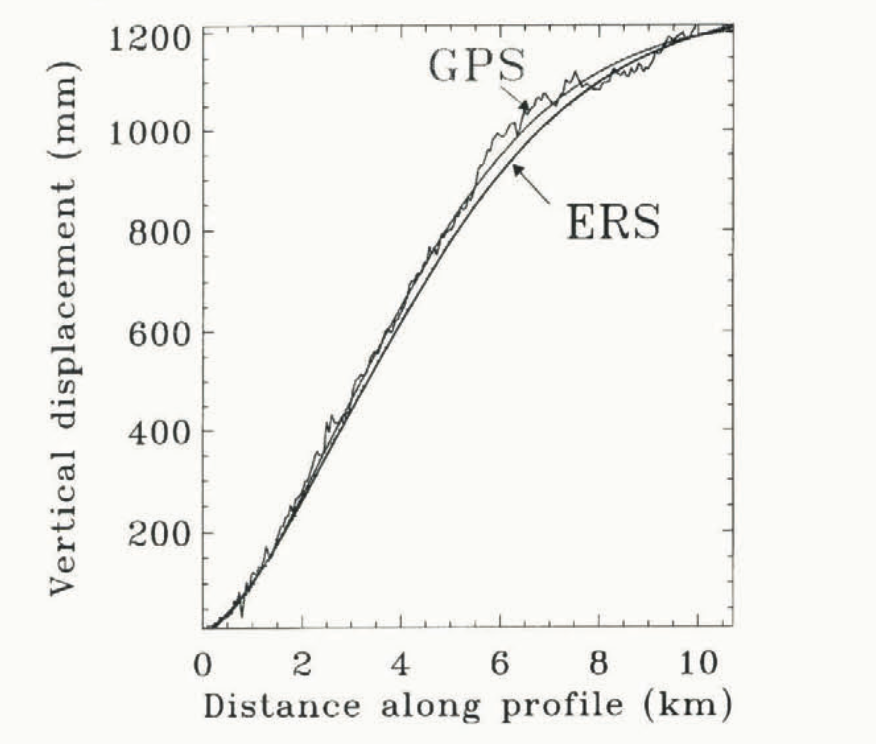 1200
1000
800
600
400
200
GPS
ERS
0 2 4 6 8 10
Distance along profile (km)
Vertical displacement (mm)